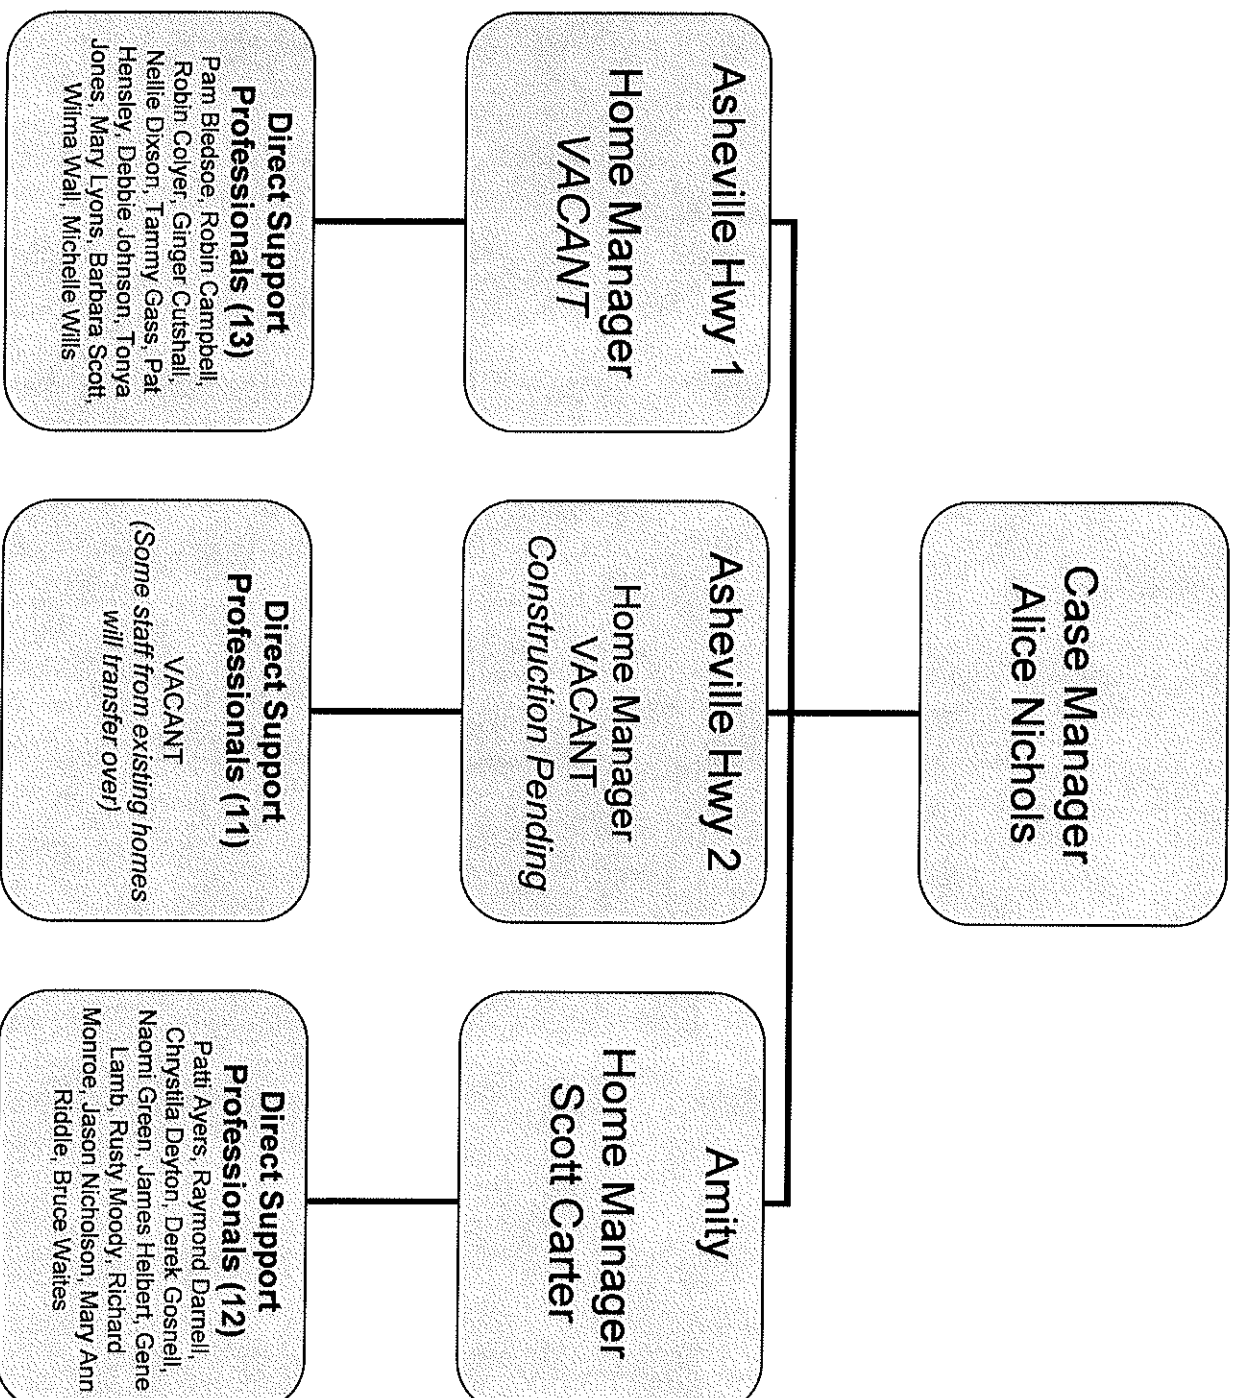 Case Manager
Alice Nichols
Asheville Hwy 1
Home Manager
VACANT
Asheville Hwy 2
Home Manager
VACANT
Construction Pending
Amity
Home Manager
Scott Carter
Direct Support
Professionals (13)
Pam Bledsoe, Robin Campbell,
Robin Colyer, Ginger Cutshall,
Nellie Dixson, Tammy Gass, Pat
Hensley, Debbie Johnson, Tonya
Jones, Mary Lyons, Barbara Scott,
Wilma Wall, Michelle Wills
Direct Support
Professionals (11)
VACANT
(Some staff from existing homes
will transfer over)
Direct Support
Professionals (12)
Patti Ayers, Raymond Darnell,
Chrystila Deyton, Derek Gosnell,
Naomi Green, James Helbert, Gene
Lamb, Rusty Moody, Richard
Monroe, Jason Nicholson, Mary Ann
Riddle, Bruce Waites